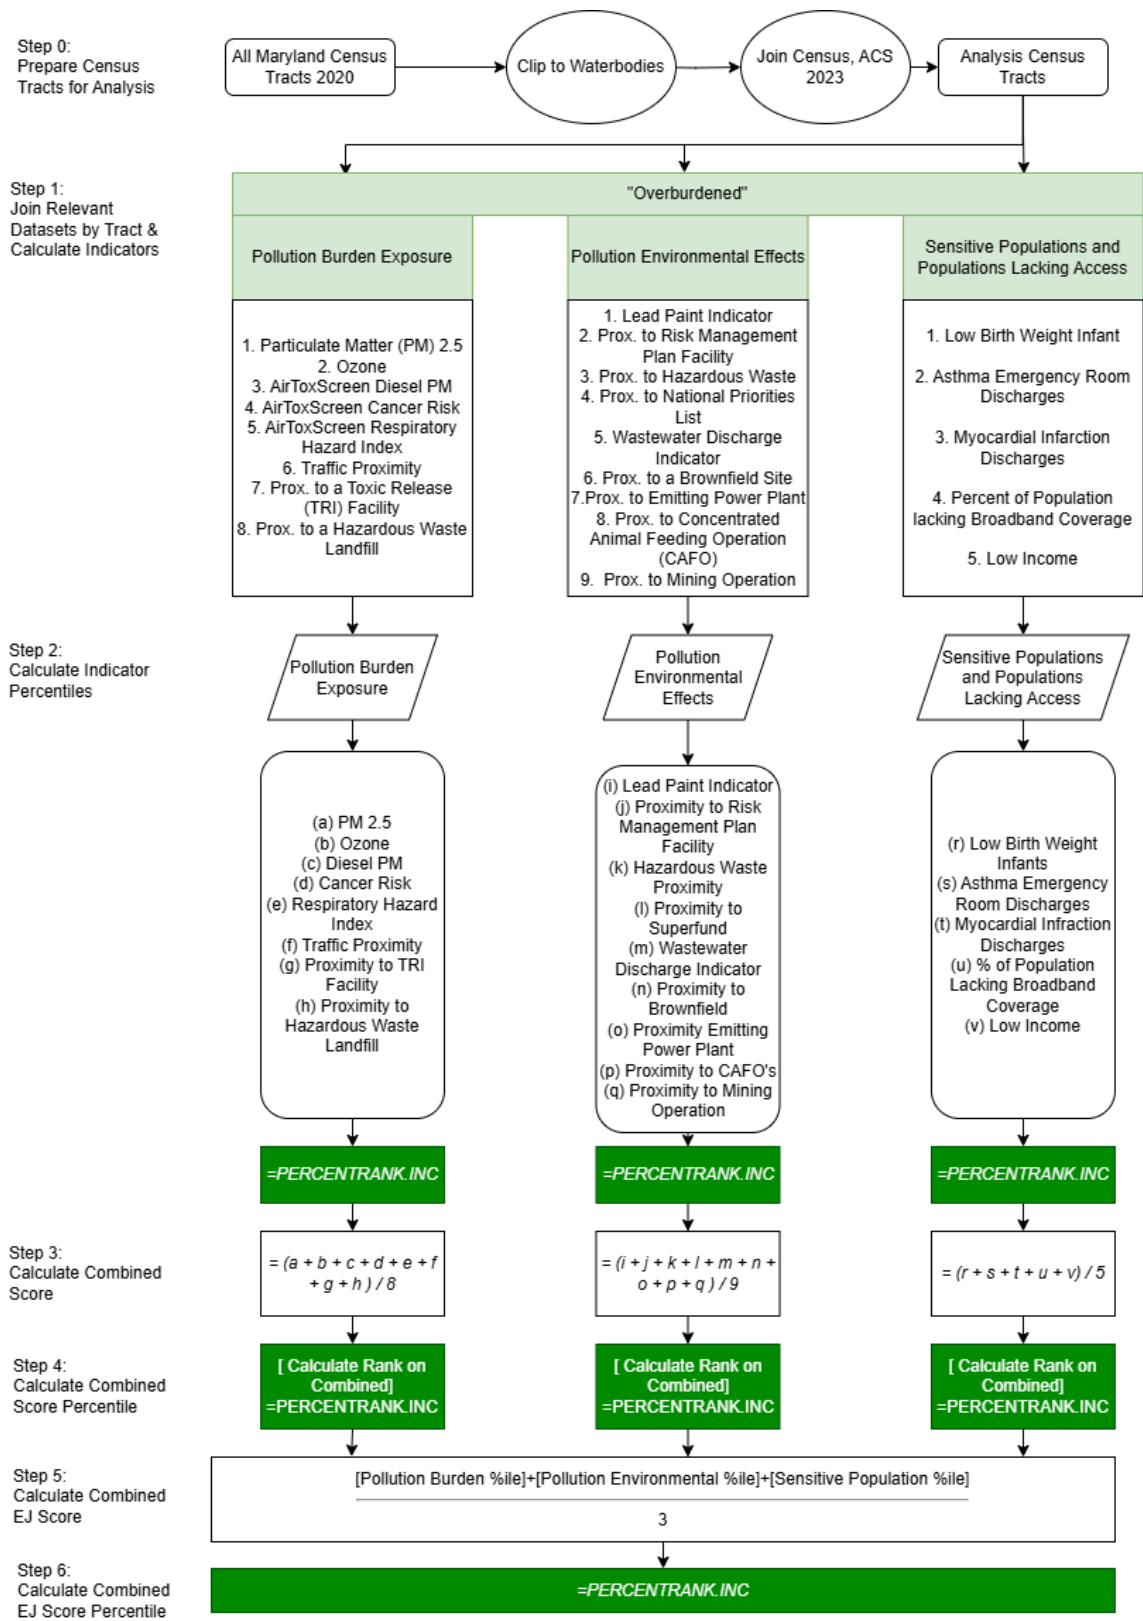 Step 0:
Prepare Census
Tracts for Analysis
All Maryland Census
Tracts 2020
Clip to Waterbodies
Join Census, ACS
2023
Analysis Census
Tracts
Step 1:
Join Relevant
Datasets by Tract &
Calculate Indicators
"Overburdened"
Pollution Burden Exposure
Pollution Environmental Effects
Sensitive Populations and
Populations Lacking Access
1. Particulate Matter (PM) 2.5
2. Ozone
3. AirToxScreen Diesel PM
4. AirToxScreen Cancer Risk
5. AirToxScreen Respiratory
Hazard Index
6. Traffic Proximity
7. Prox. to a Toxic Release
(TRI) Facility
8. Prox. to a Hazardous Waste
Landfill
1. Lead Paint Indicator
2. Prox. to Risk Management
Plan Facility
3. Prox. to Hazardous Waste
4. Prox. to National Priorities
List
5. Wastewater Discharge
Indicator
6. Prox. to a Brownfield Site
7.Prox. to Emitting Power Plant
8. Prox. to Concentrated
Animal Feeding Operation
(CAFO)
9. Prox. to Mining Operation
1. Low Birth Weight Infant
2. Asthma Emergency Room
Discharges
3. Myocardial Infarction
Discharges
4. Percent of Population
lacking Broadband Coverage
5. Low Income
Step 2:
Calculate Indicator
Percentiles
Pollution Burden
Exposure
Pollution
Environmental
Effects
Sensitive Populations
and Populations
Lacking Access
(a) PM 2.5
(b) Ozone
(c) Diesel PM
(d) Cancer Risk
(e) Respiratory Hazard
Index
(f) Traffic Proximity
(g) Proximity to TRI
Facility
(h) Proximity to
Hazardous Waste
Landfill
(i) Lead Paint Indicator
(j) Proximity to Risk
Management Plan
Facility
(k) Hazardous Waste
Proximity
(l) Proximity to
Superfund
(m) Wastewater
Discharge Indicator
(n) Proximity to
Brownfield
(o) Proximity Emitting
Power Plant
(p) Proximity to CAFO's
(q) Proximity to Mining
Operation
(r) Low Birth Weight
Infants
(s) Asthma Emergency
Room Discharges
(t) Myocardial Infraction
Discharges
(u) % of Population
Lacking Broadband
Coverage
(v) Low Income
=PERCENTRANK.INC
=PERCENTRANK.INC
=PERCENTRANK.INC
Step 3:
Calculate Combined
Score
= (a + b + c + d + e + f
+ g + h ) / 8
= (i + j + k + l + m + n +
o + p + q ) / 9
= (r + s + t + u + v) / 5
Step 4:
Calculate Combined
Score Percentile
[ Calculate Rank on
Combined]
=PERCENTRANK.INC
[ Calculate Rank on
Combined]
=PERCENTRANK.INC
[ Calculate Rank on
Combined]
=PERCENTRANK.INC
Step 5:
Calculate Combined
EJ Score
[Pollution Burden %ile]+[Pollution Environmental %ile]+[Sensitive Population %ile]
3
Step 6:
Calculate Combined
EJ Score Percentile
=PERCENTRANK.INC